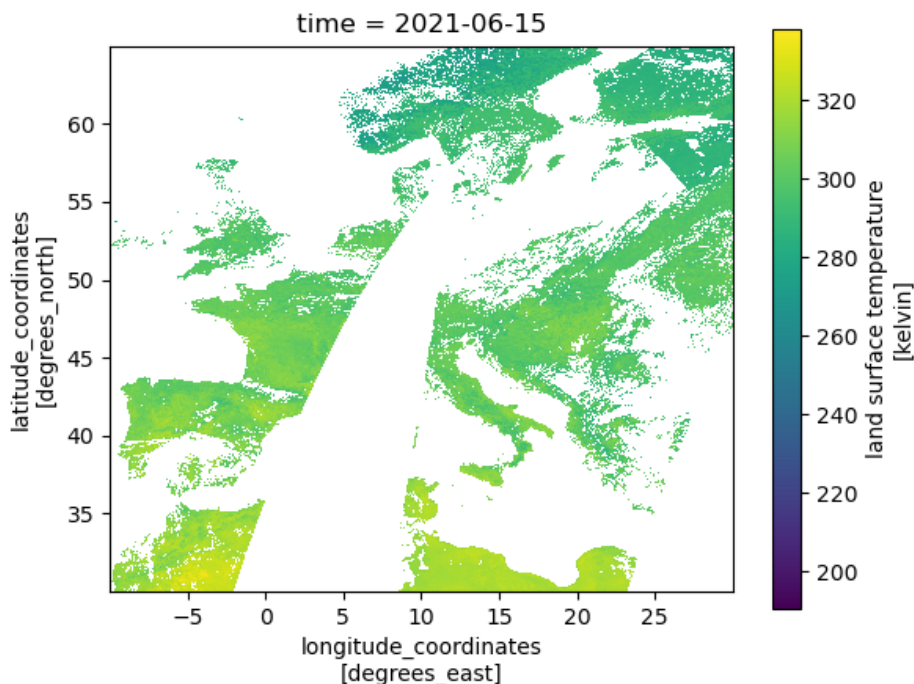 time = 2021-06-15
60
55
50
45
40
35
latitude_coordinates
[degrees_north]
−5
0
5
10
15
20
25
longitude_coordinates
[degrees_east]
320
300
280
260
240
220
200
land surface temperature
[kelvin]